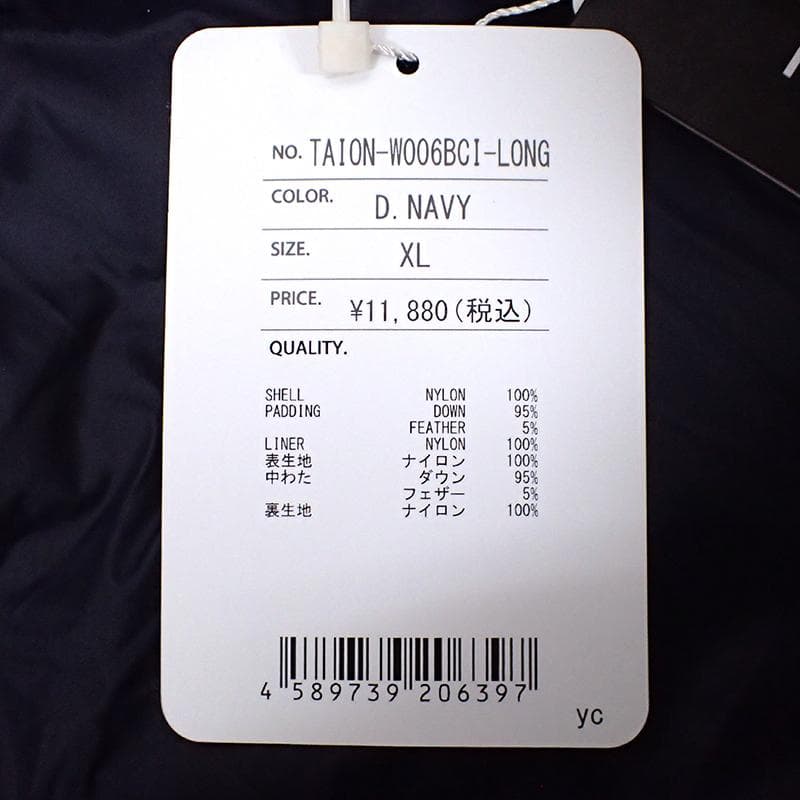 NO. TAION-W006BCI-LONG
COLOR. D. NAVY
SIZE. XL
PRICE. ¥11,880(税込)
QUALITY.
SHELL NYLON 100%
PADDING DOWN 95%
FEATHER 5%
LINER NYLON 100%
表生地 ナイロン 100%
中わた ダウン 95%
フェザー 5%
裏生地 ナイロン 100%
4 589739 206397
yc